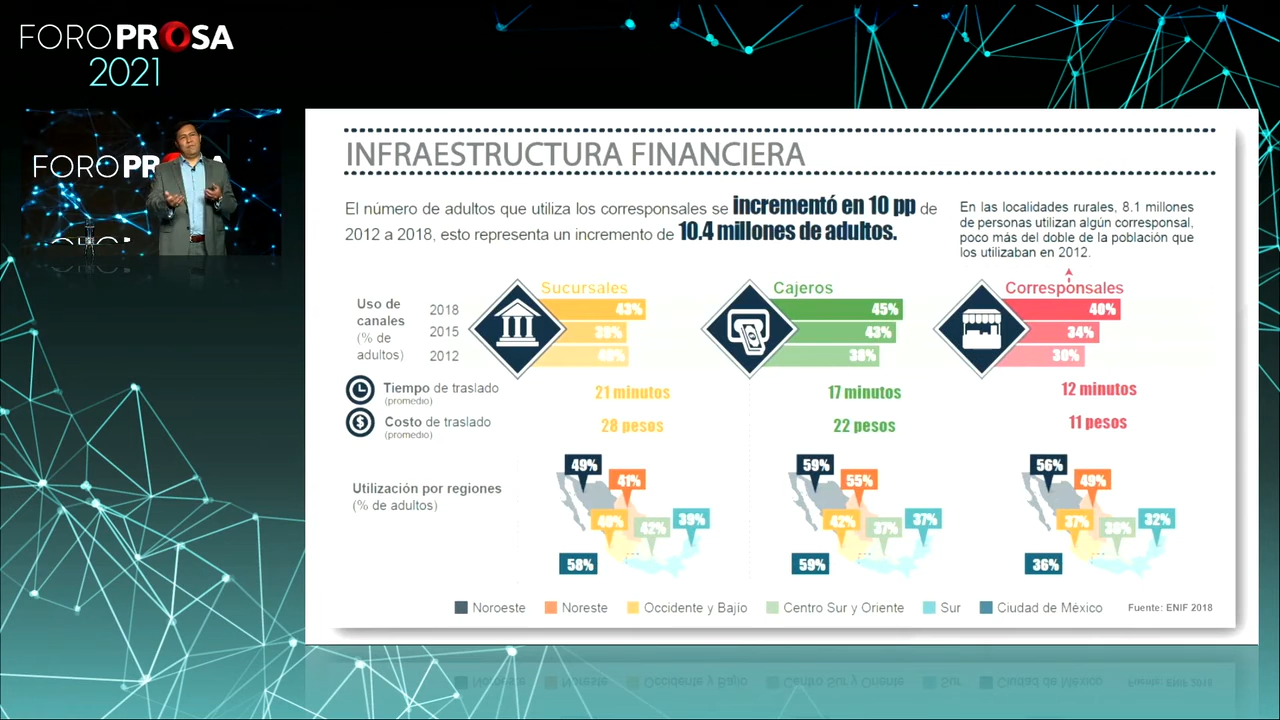 FOROPROSA
2021
FOROPR
INFRAESTRUCTURA FINANCIERA
El número de adultos que utiliza los corresponsales se incrementó en 10 pp de
2012 a 2018, esto representa un incremento de 10.4 millones de adultos.
En las localidades rurales, 8.1 millones
de personas utilizan algún corresponsal,
poco más del doble de la población que
los utilizaban en 2012.
Uso de
canales
(% de
adultos)
2018
2015
2012
Sucursales
43%
Cajeros
45%
43%
38%
Corresponsales
40%
34%
30%
Tiempo de traslado
(promedio)
21 minutos
17 minutos
12 minutos
Costo de traslado
(promedio)
28 pesos
22 pesos
11 pesos
Utilización por regiones
(% de adultos)
49%
41%
40%
42%
39%
58%
59%
55%
42%
37%
37%
59%
56%
49%
37%
32%
36%
Noroeste
Noreste
Occidente y Bajío
Centro Sur y Oriente
Sur
Ciudad de México
Fuente: ENIF 2018